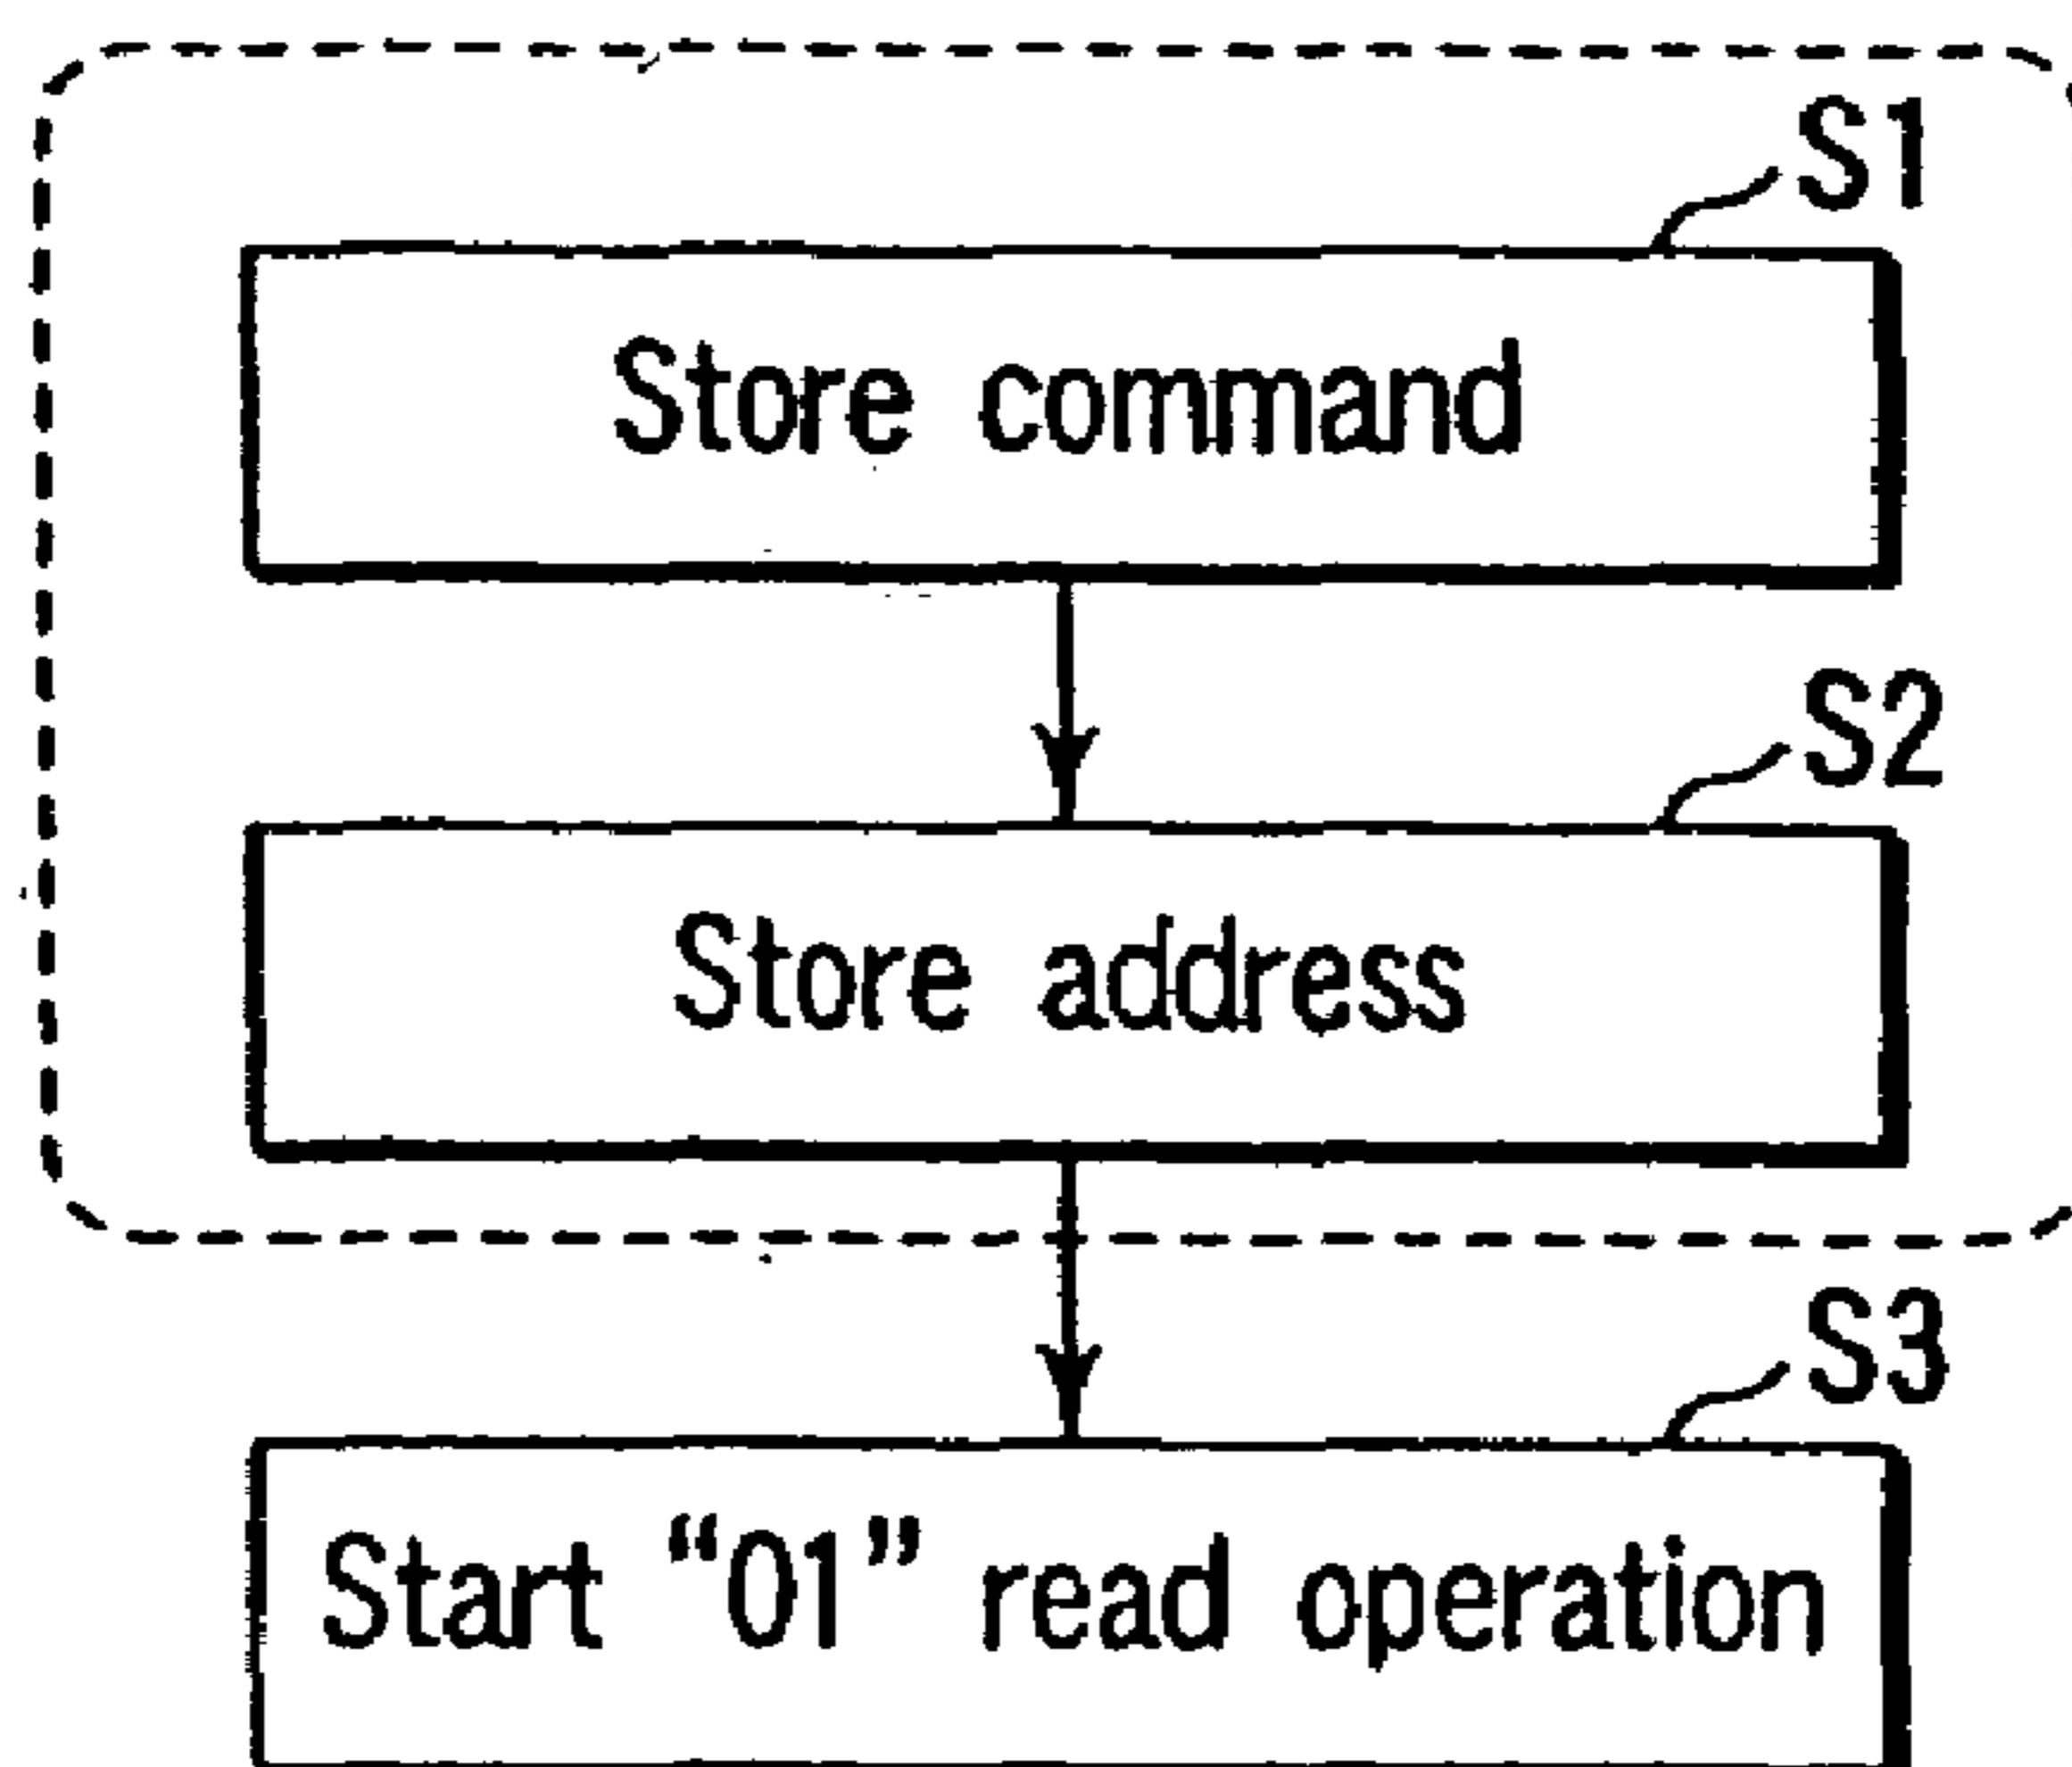 S1
Store command
S2
Store address
S3
Start “01” read operation